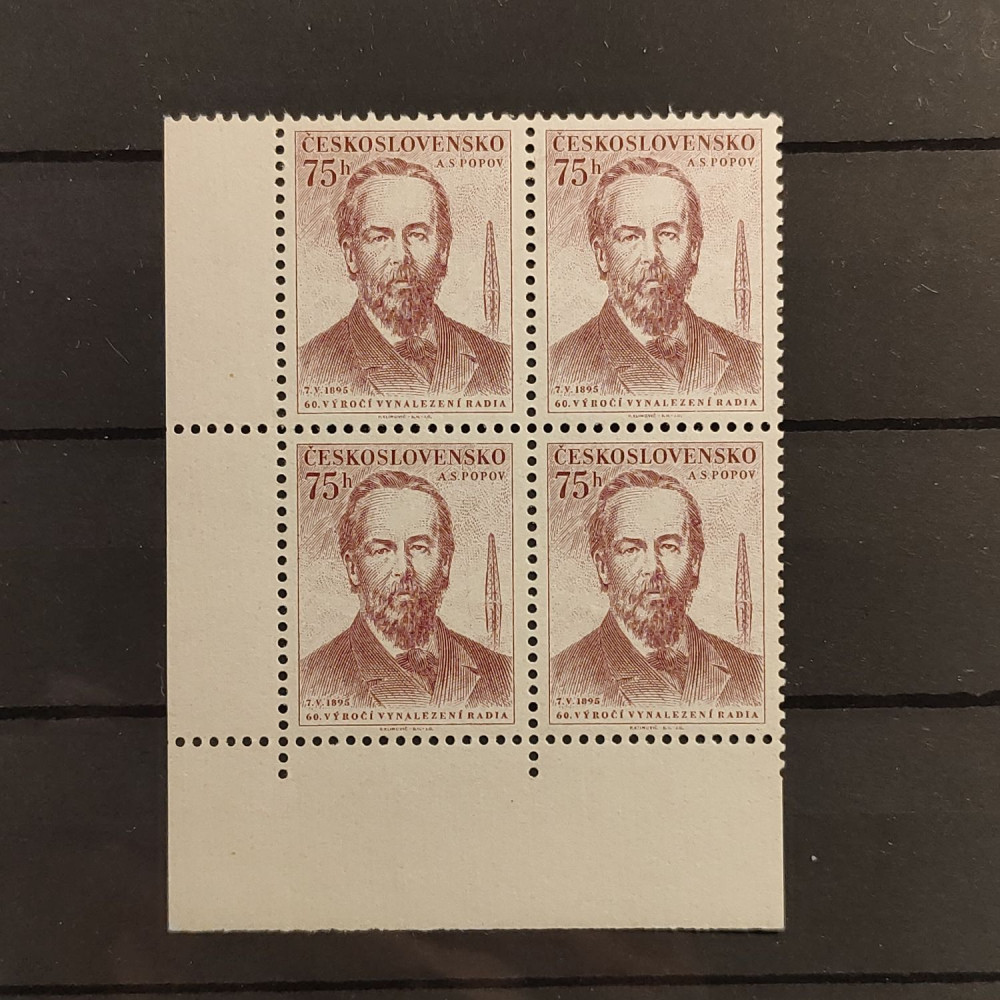 ČESKOSLOVENSKO
75h
A.S.POPOV
7.V.1895
60. VÝROČÍ VYNALEZENÍ RADIA
ČESKOSLOVENSKO
75h
A.S.POPOV
7.V.1895
60. VÝROČÍ VYNALEZENÍ RADIA
ČESKOSLOVENSKO
75h
A.S.POPOV
7.V.1895
60. VÝROČÍ VYNALEZENÍ RADIA
ČESKOSLOVENSKO
75h
A.S.POPOV
7.V.1895
60. VÝROČÍ VYNALEZENÍ RADIA